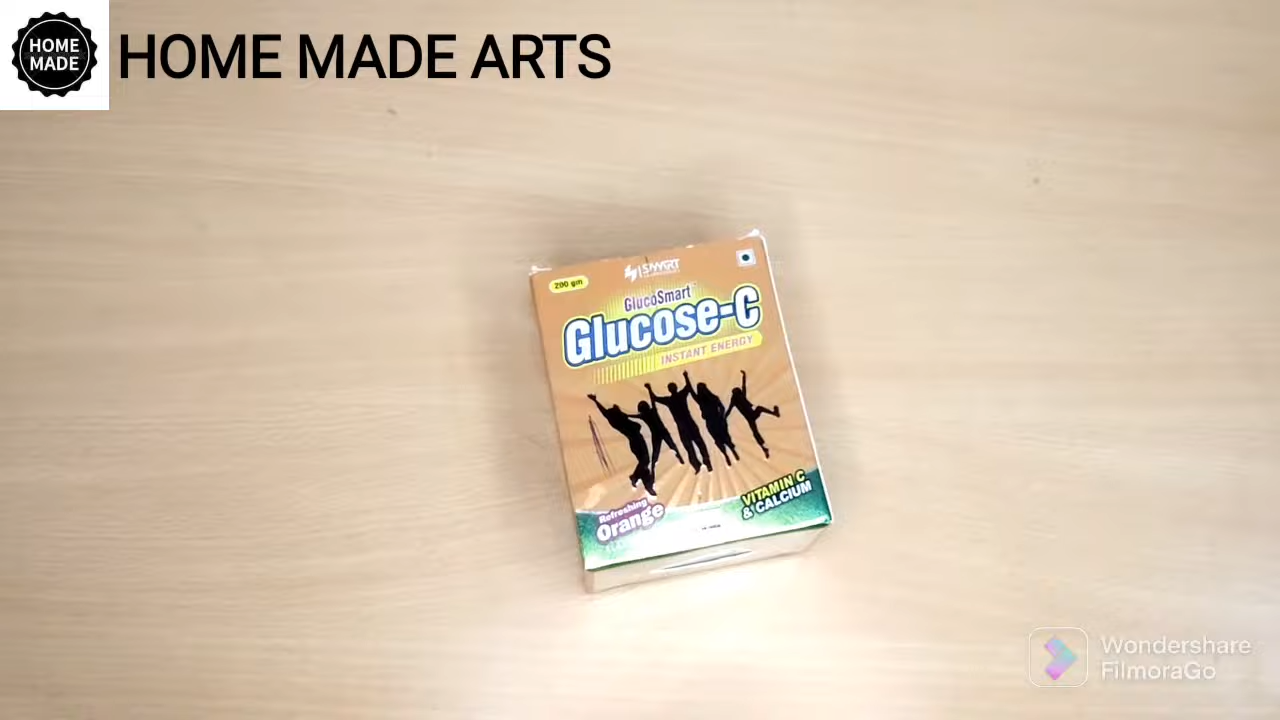 HOME
MADE
HOME MADE ARTS
200 gm
SMART
GlucoSmart
Glucose-C
INSTANT ENERGY
Refreshing
Orange
VITAMIN C
& CALCIUM
Wondershare
FilmoraGo